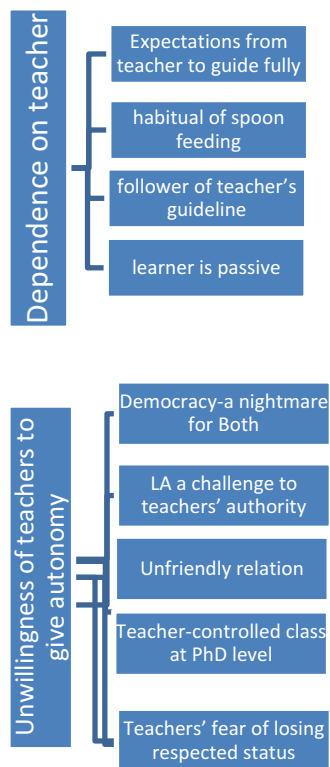 Dependence on teacher
Expectations from
teacher to guide fully
habitual of spoon
feeding
follower of teacher's
guideline
learner is passive
Unwillingness of teachers to
give autonomy
Democracy-a nightmare
for Both
LA a challenge to
teachers' authority
Unfriendly relation
Teacher-controlled class
at PhD level
Teachers' fear of losing
respected status